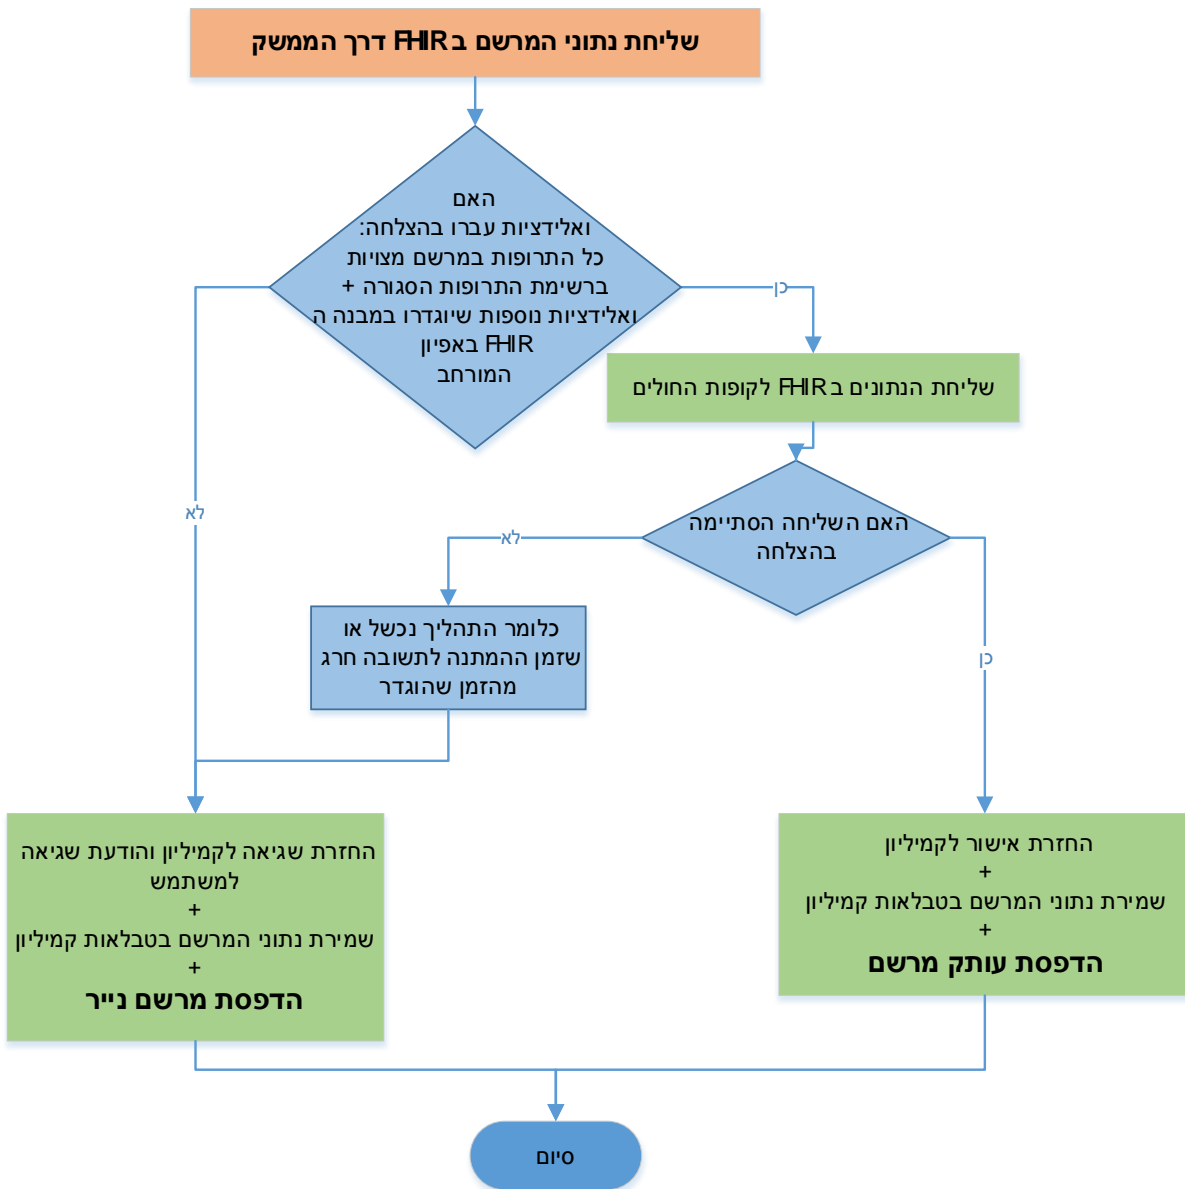 שליחת נתוני המרשם ב FHIR דרך הממשק
האם
ואלידציות עברו בהצלחה:
כל התרופות במרשם מצויות
ברשימת התרופות הסגורה +
ואלידציות נוספות שיוגדרו במבנה ה
FHIR באפיון
המורחב
כן
שליחת הנתונים ב FHIR לקופות החולים
לא
האם השליחה הסתיימה
בהצלחה
לא
כלומר התהליך נכשל או
שזמן ההמתנה לתשובה חרג
מהזמן שהוגדר
כן
החזרת אישור לקמיליון
+
שמירת נתוני המרשם בטבלאות קמיליון
+
הדפסת עותק מרשם
החזרת שגיאה לקמיליון והודעת שגיאה
למשתמש
+
שמירת נתוני המרשם בטבלאות קמיליון
+
הדפסת מרשם נייר
סיום